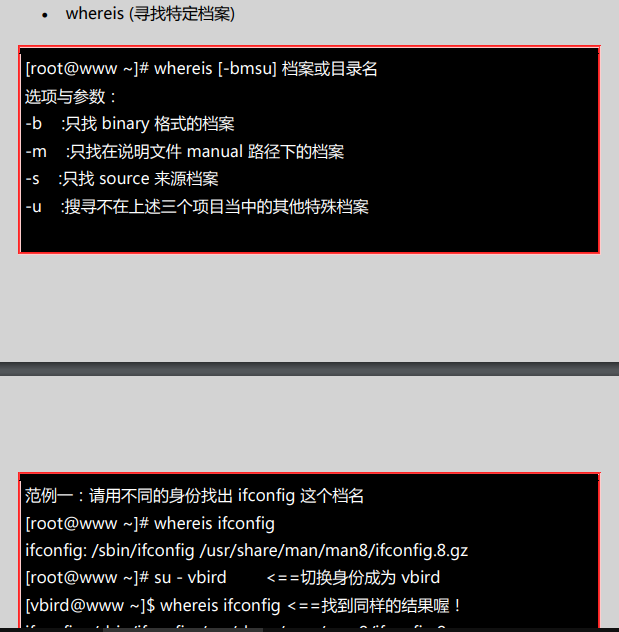 • whereis (寻找特定档案)
[root@www ~]# whereis [-bmsu] 档案或目录名
选项与参数：
-b :只找 binary 格式的档案
-m :只找在说明文件 manual 路径下的档案
-s :只找 source 来源档案
-u :搜寻不在上述三个项目当中的其他特殊档案
范例一：请用不同的身份找出 ifconfig 这个档名
[root@www ~]# whereis ifconfig
ifconfig: /sbin/ifconfig /usr/share/man/man8/ifconfig.8.gz
[root@www ~]# su - vbird <==切换身份成为 vbird
[vbird@www ~]$ whereis ifconfig <==找到同样的结果喔！